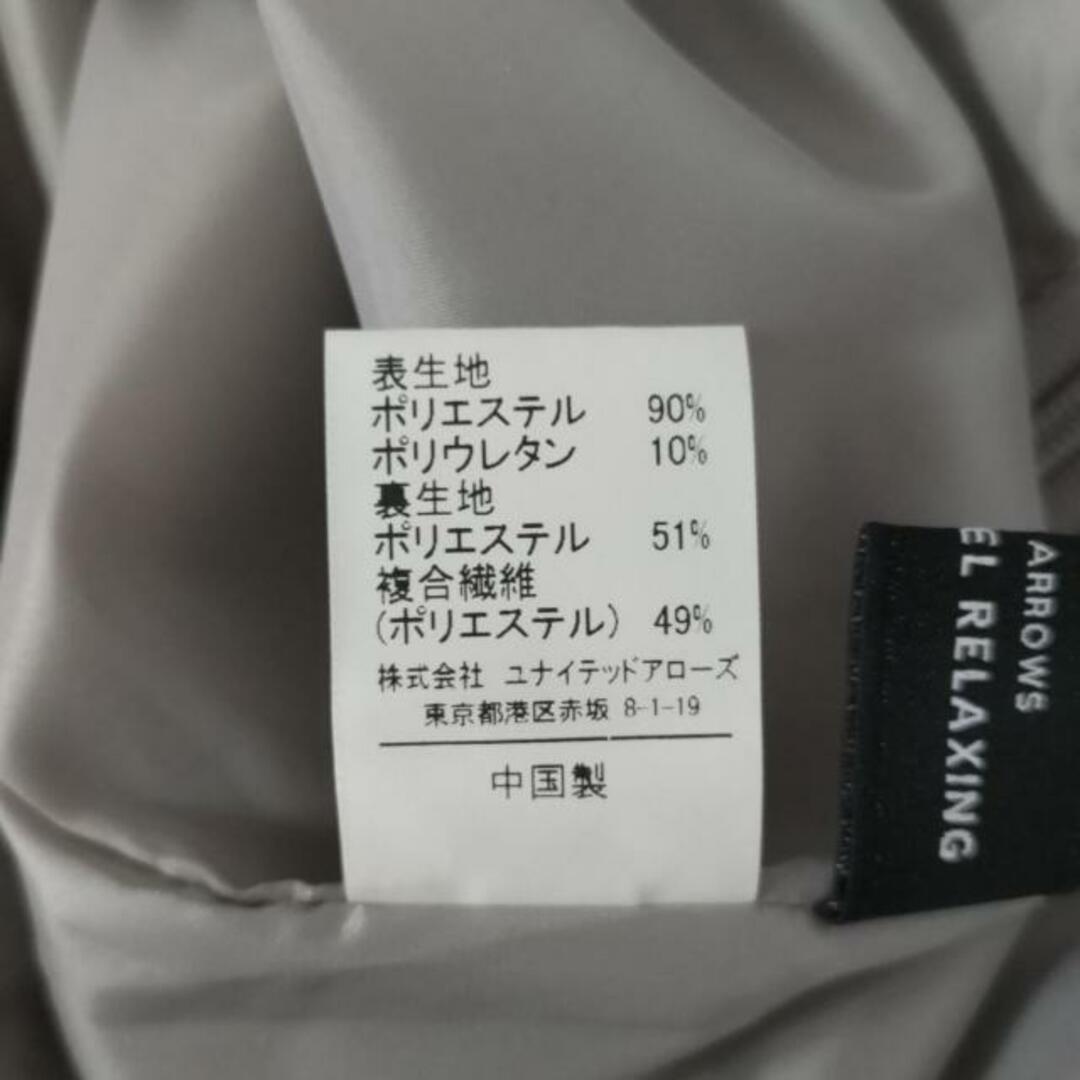 表生地
ポリエステル 90%
ポリウレタン 10%
裏生地
ポリエステル 51%
複合繊維
(ポリエステル) 49%
株式会社 ユナイテッドアローズ
東京都港区赤坂 8-1-19
中国製
ARROWS
EL RELAXING